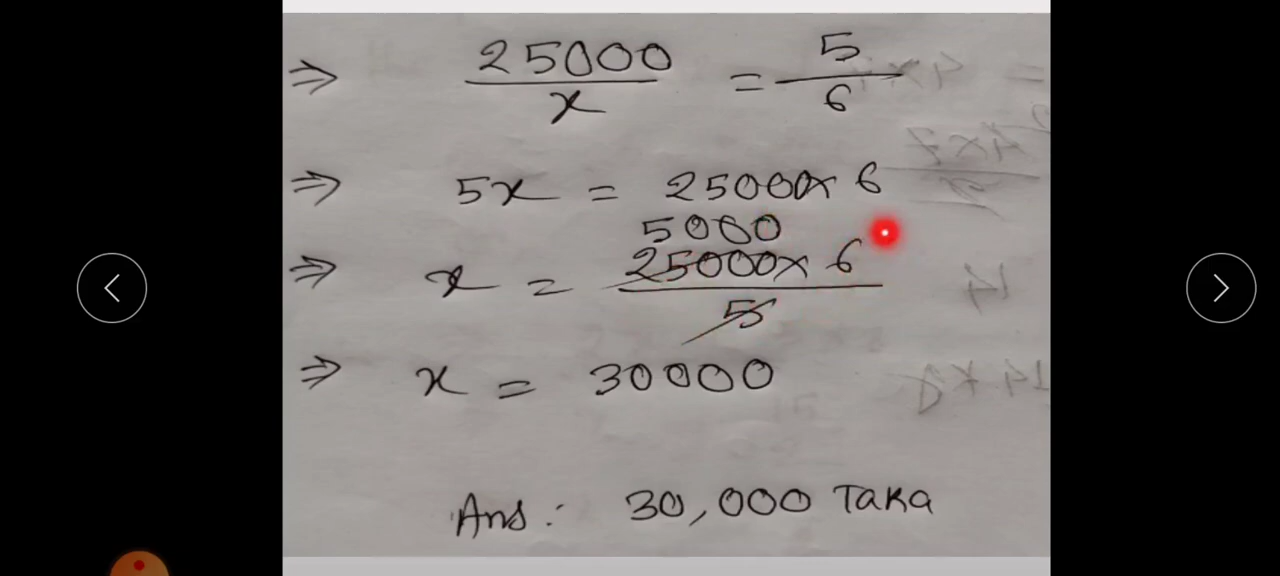 ⇒ 25000/x = 5/6
⇒ 5x = 25000 x 6
5000
⇒ x = 25000 x 6 / 5
⇒ x = 30000
Ans: 30,000 Taka